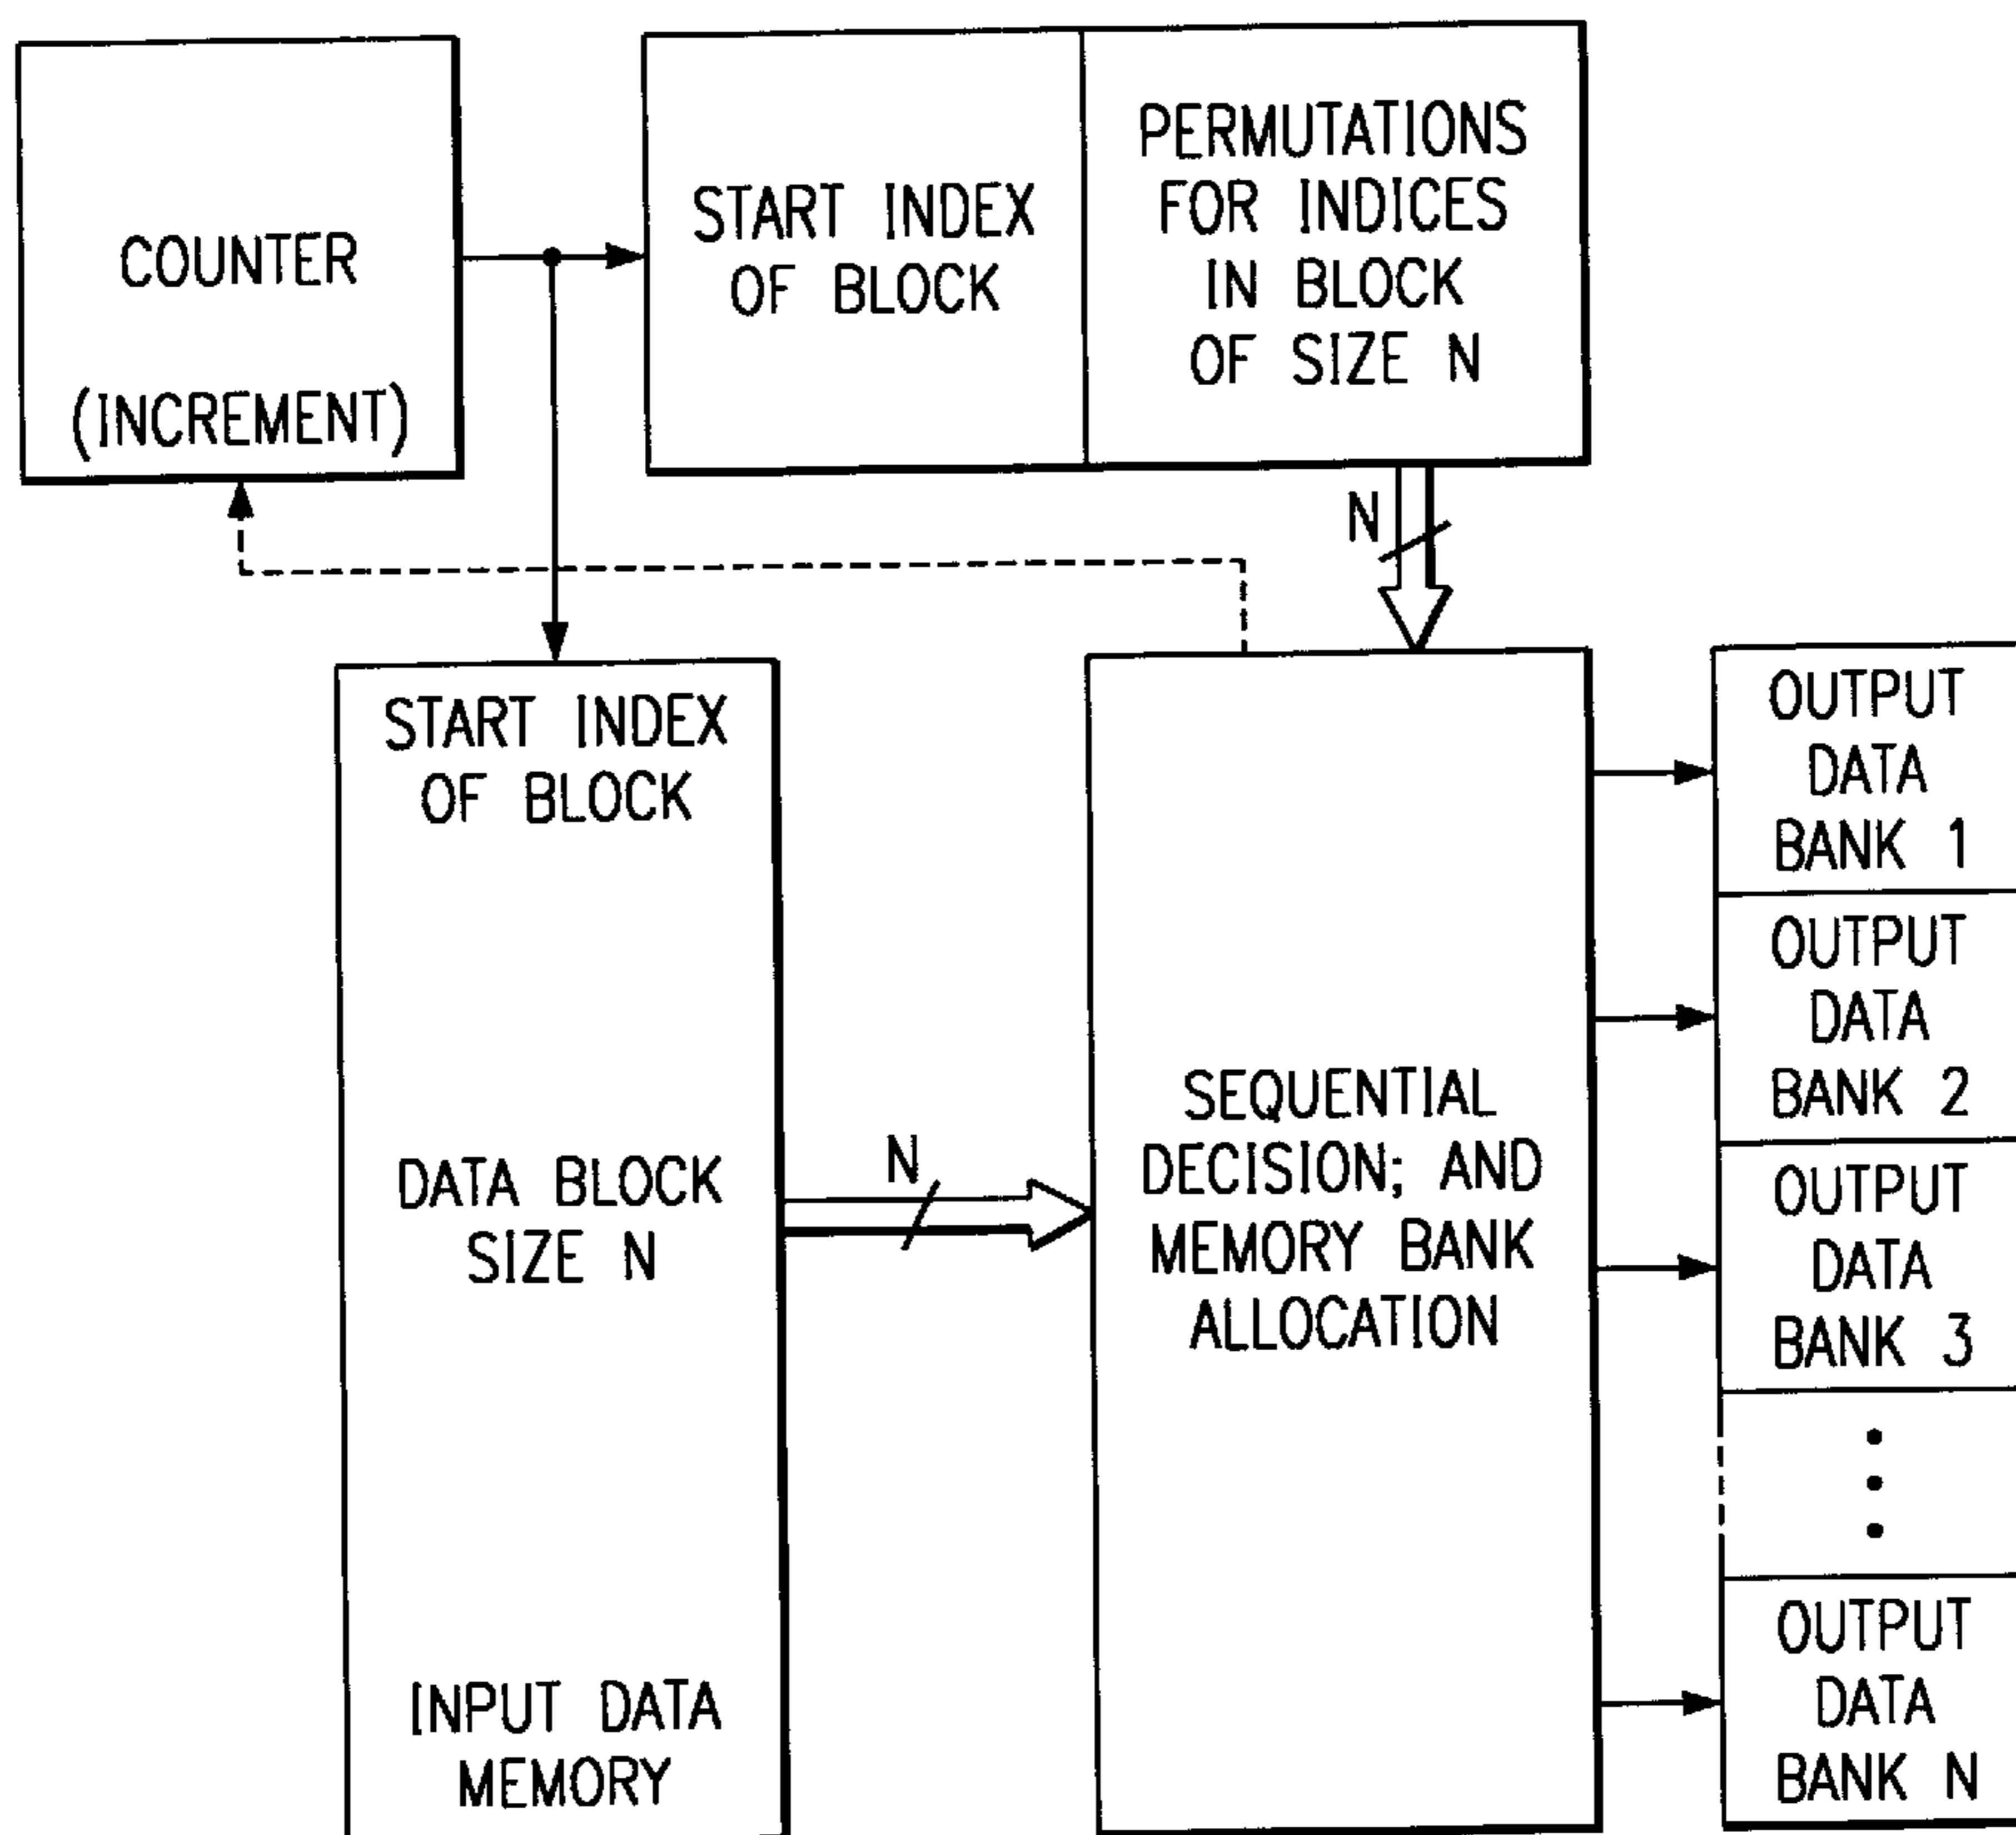 COUNTER
(INCREMENT)
START INDEX
OF BLOCK
PERMUTATIONS
FOR INDICES
IN BLOCK
OF SIZE N
N
START INDEX
OF BLOCK
DATA BLOCK
SIZE N
INPUT DATA
MEMORY
N
SEQUENTIAL
DECISION; AND
MEMORY BANK
ALLOCATION
OUTPUT
DATA
BANK 1
OUTPUT
DATA
BANK 2
OUTPUT
DATA
BANK 3
OUTPUT
DATA
BANK N